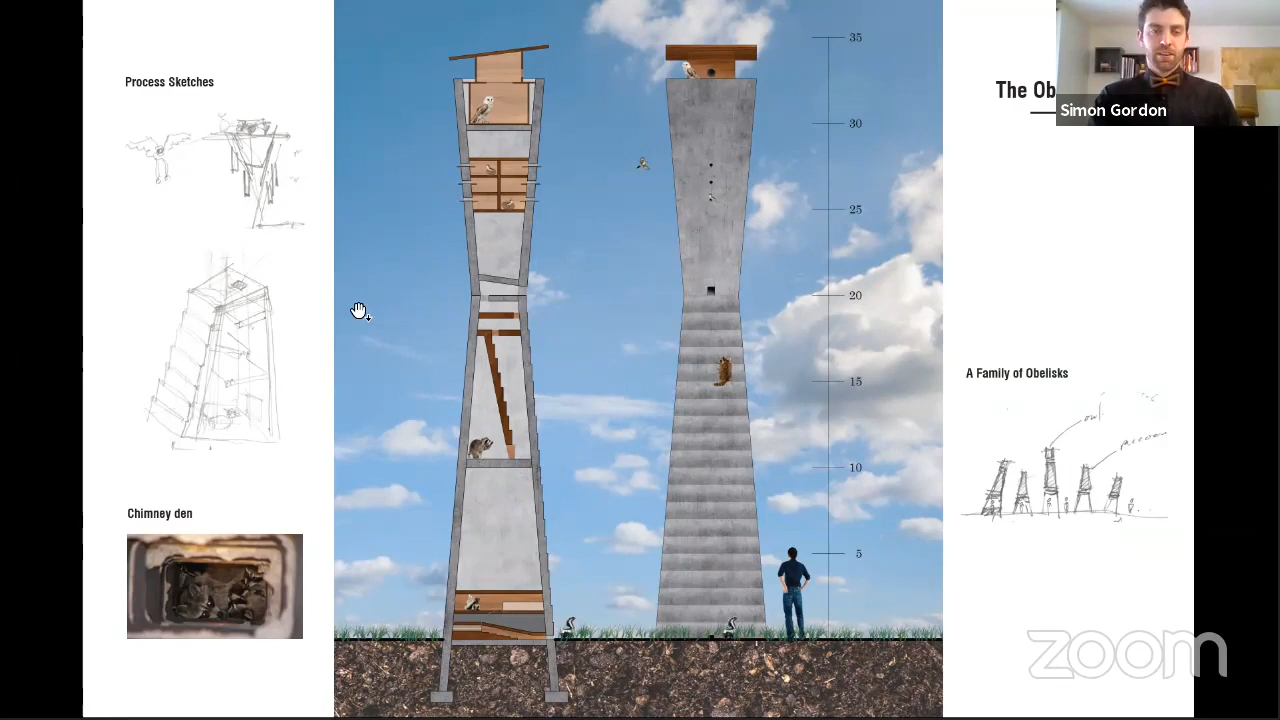 Process Sketches
Chimney den
35
30
25
20
15
10
5
The Ob
Simon Gordon
A Family of Obelisks
owl
raccoon
zoom